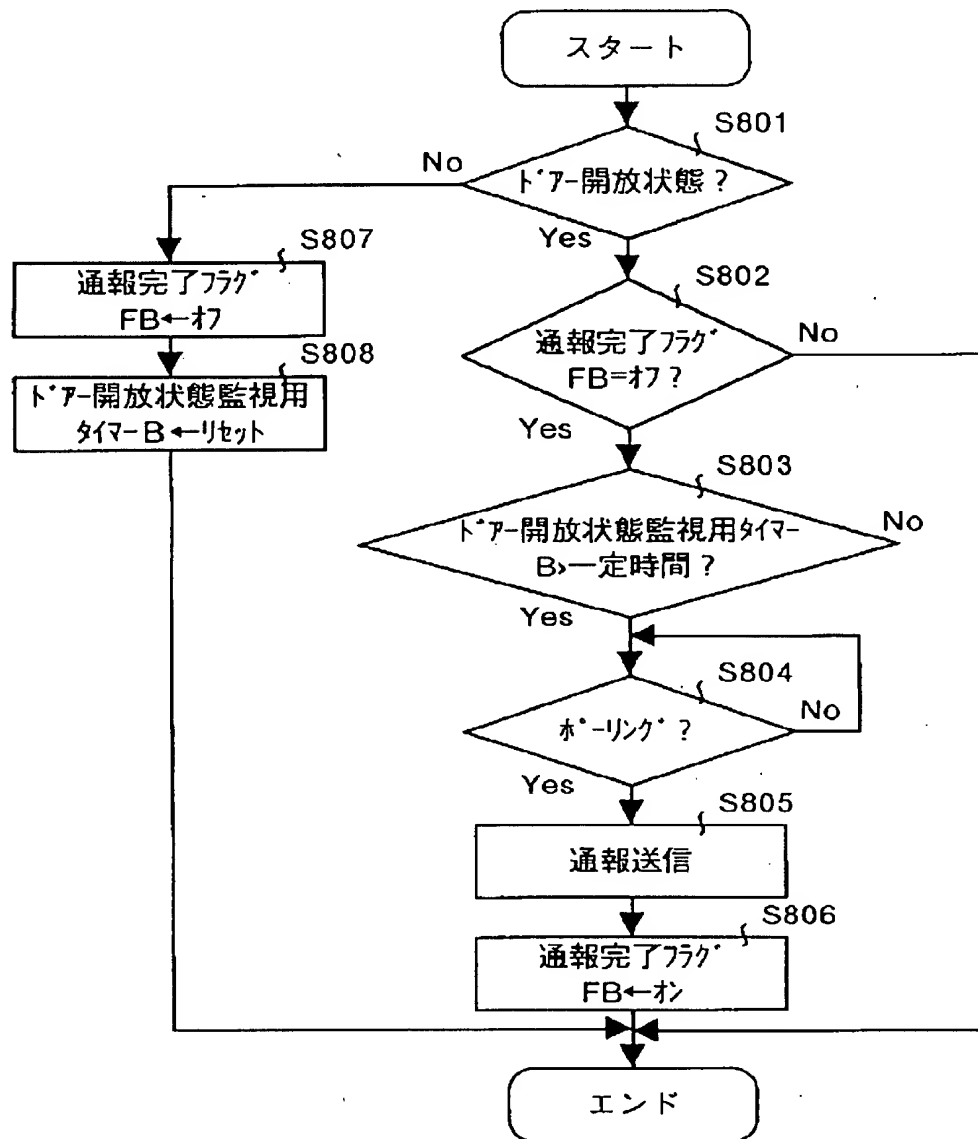 スタート
S801
No
ドアー開放状態?
Yes
S807
通報完了フラグ
FB←オフ
S802
通報完了フラグ
FB=オフ?
No
Yes
S808
ドアー開放状態監視用
タイマーB←リセット
S803
ドアー開放状態監視用タイマー
B>一定時間?
No
Yes
S804
ポーリング?
No
Yes
S805
通報送信
S806
通報完了フラグ
FB←オン
エンド